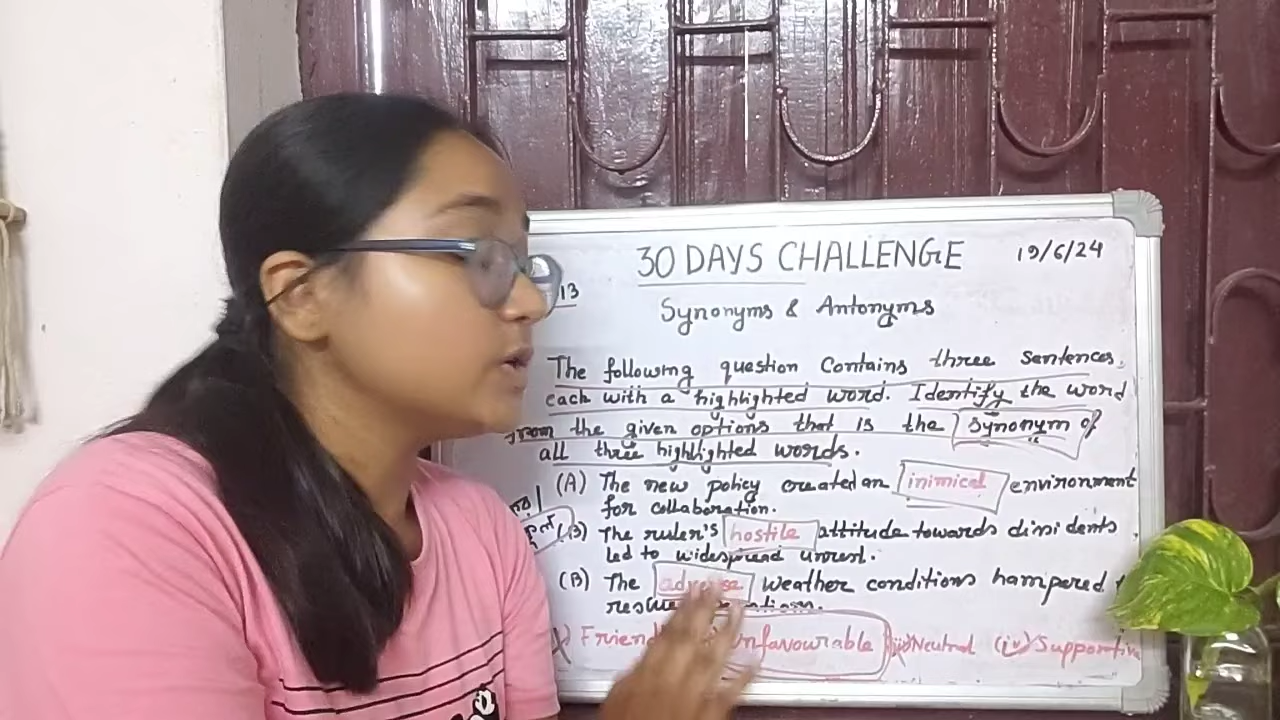 30 DAYS CHALLENGE
19/6/24
13
Synonyms & Antonyms
The following question contains three sentences,
each with a highlighted word. Identify the word
from the given options that is the synonym of
all three highlighted words.
(A) The new policy created an inimical environment
for collaboration.
(B) The ruler's hostile attitude towards dissidents
led to widespread unrest.
(B) The adverse weather conditions hampered
unfavourable Neutral (iv) Supportive